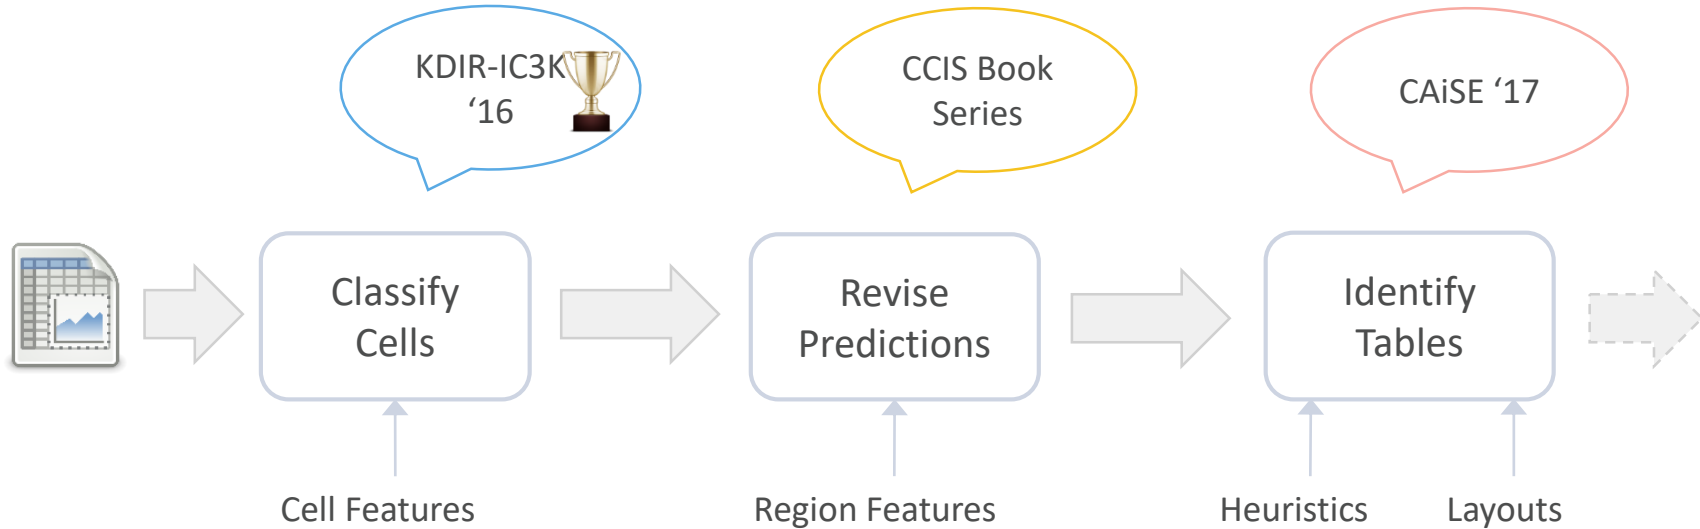 KDIR-IC3K
‘16
CCIS Book
Series
CAiSE ‘17
Classify
Cells
Revise
Predictions
Identify
Tables
Cell Features
Region Features
Heuristics
Layouts